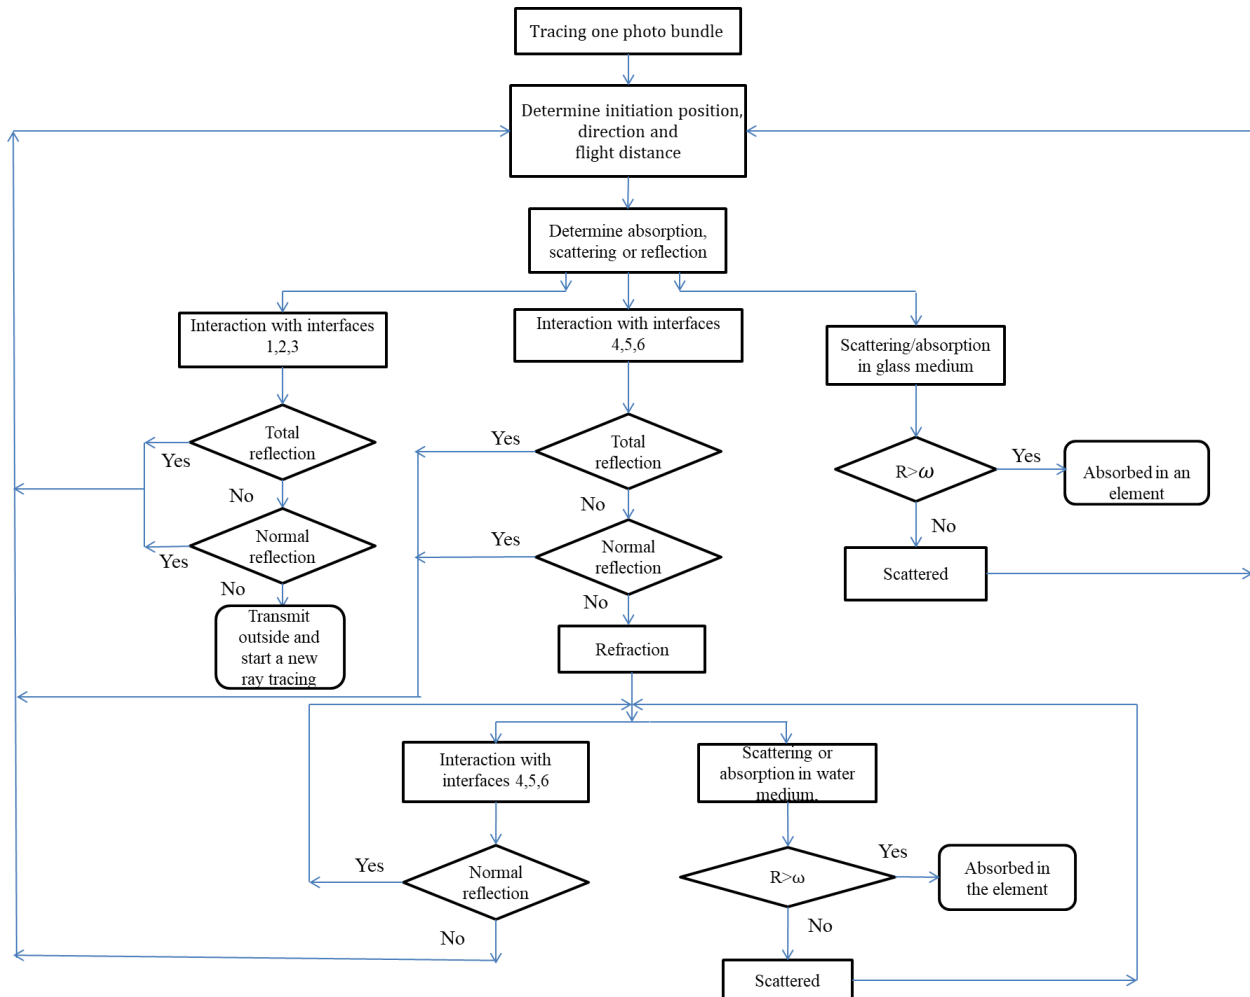 Tracing one photo bundle
Determine initiation position,
direction and
flight distance
Determine absorption,
scattering or reflection
Interaction with interfaces
1,2,3
Interaction with interfaces
4,5,6
Scattering/absorption
in glass medium
Total
reflection
Yes
No
Normal
reflection
Yes
No
Transmit
outside and
start a new
ray tracing
Total
reflection
Yes
No
Normal
reflection
Yes
No
Refraction
R>ω
Yes
Absorbed in an
element
No
Scattered
Interaction with
interfaces 4,5,6
Normal
reflection
Yes
No
Scattering or
absorption in water
medium,
R>ω
Yes
Absorbed in
the element
No
Scattered